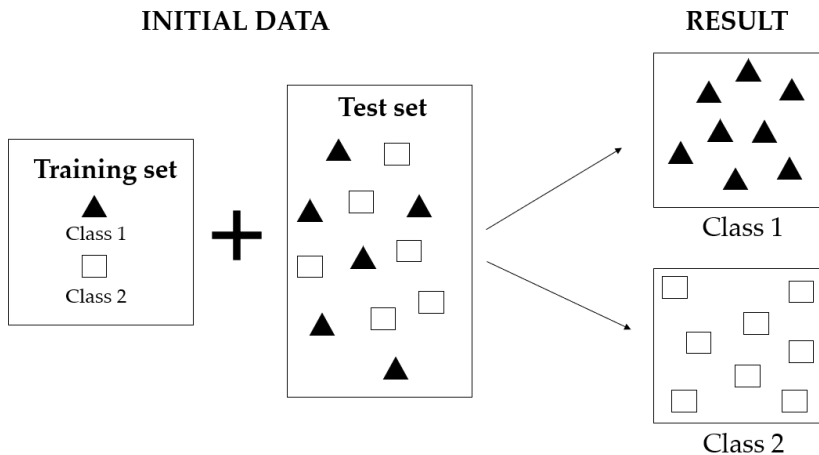 INITIAL DATA
RESULT
Training set
Class 1
Class 2
Test set
Class 1
Class 2